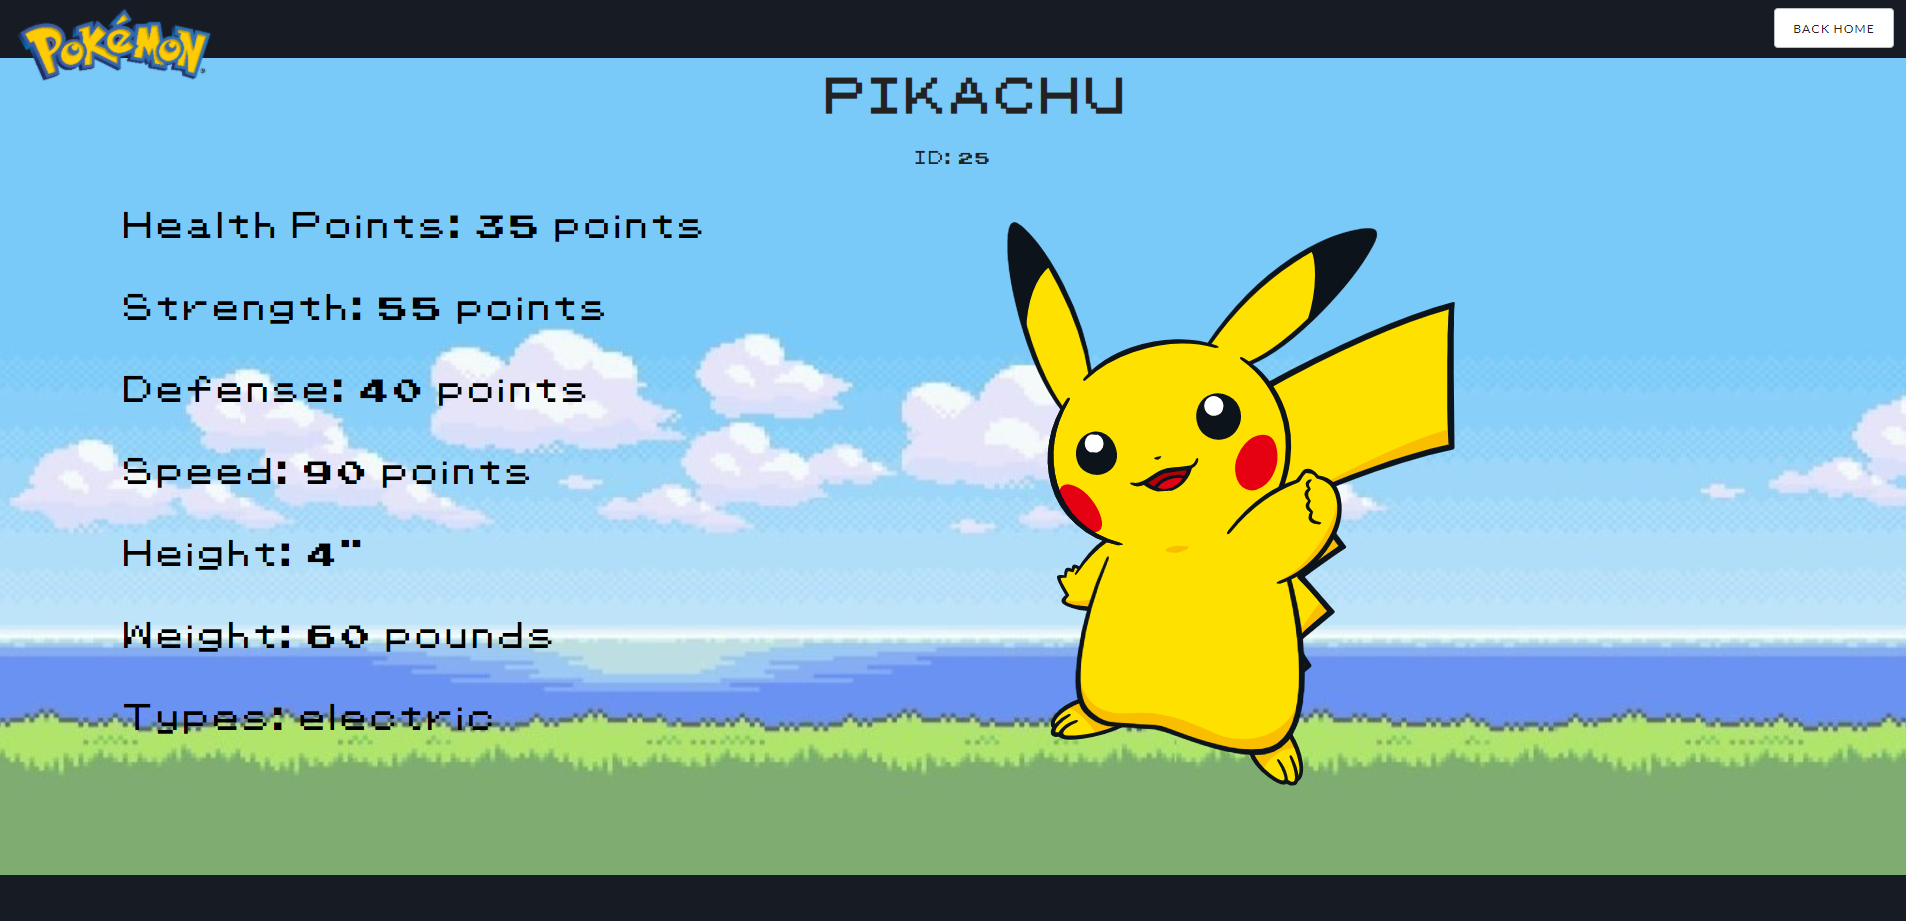 Pokémon
BACK HOME
PIKACHU
ID: 25
Health Points: 35 points
Strength: 55 points
Defense: 40 points
Speed: 90 points
Height: 4"
Weight: 60 pounds
Types: electric